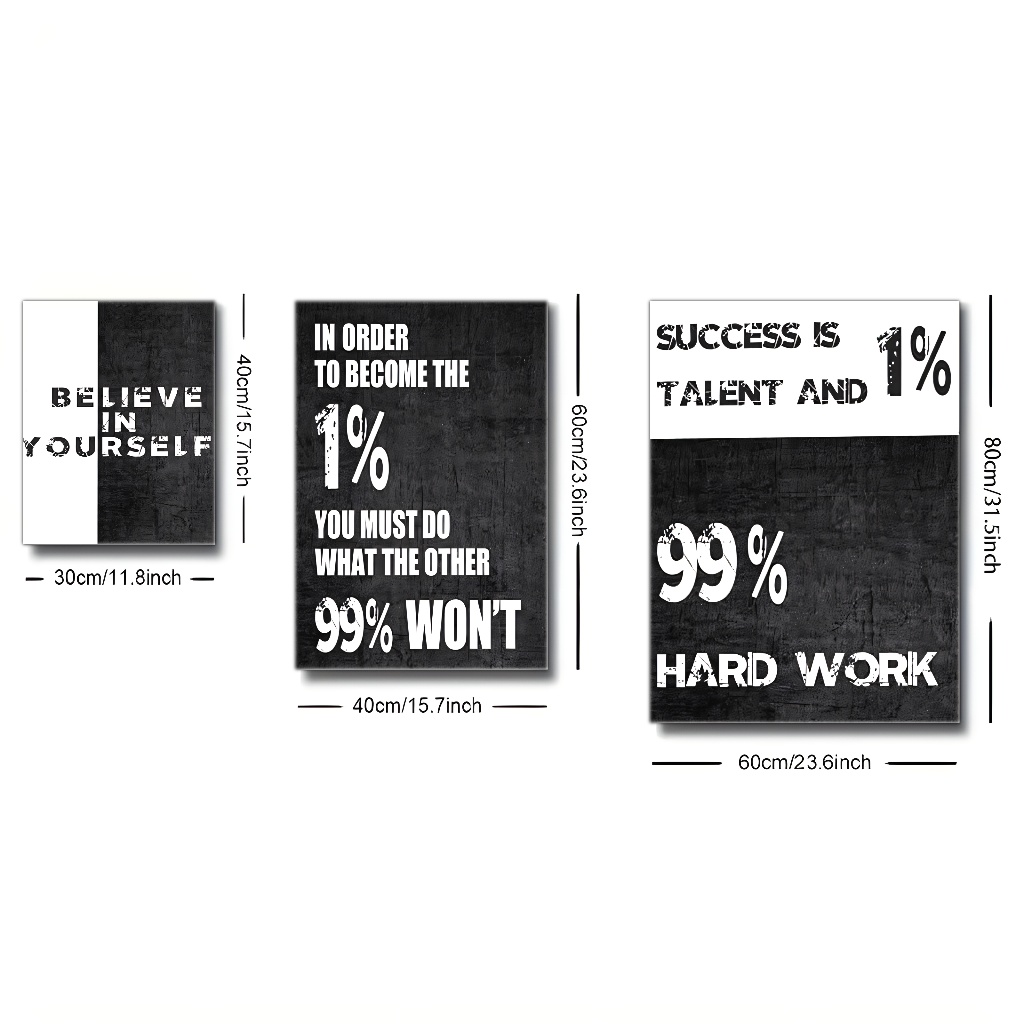 BELIEVE
IN
YOURSELF
40cm/15.7inch
30cm/11.8inch
IN ORDER
TO BECOME THE
1%
YOU MUST DO
WHAT THE OTHER
99% WON'T
60cm/23.6inch
40cm/15.7inch
SUCCESS IS
TALENT AND 1%
99%
HARD WORK
80cm/31.5inch
60cm/23.6inch